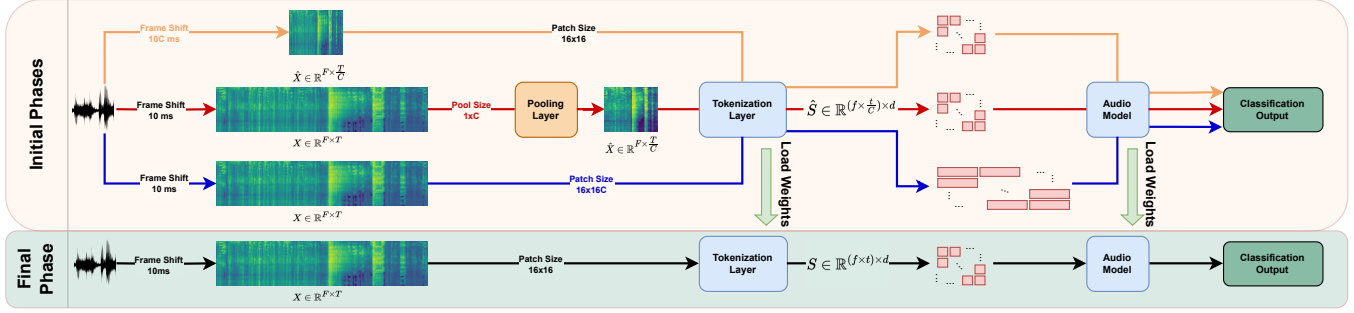 Initial Phases
Frame Shift
10C ms
X̂ ∈ ℝ^{F×T/C}
Patch Size
16x16
Frame Shift
10 ms
X ∈ ℝ^{F×T}
Pool Size
1xC
Pooling
Layer
X̂ ∈ ℝ^{F×T/C}
Tokenization
Layer
Ŝ ∈ ℝ^{(f×t/C)×d}
Audio
Model
Classification
Output
Frame Shift
10 ms
X ∈ ℝ^{F×T}
Patch Size
16x16C
Load Weights
Load Weights
Final
Phase
Frame Shift
10ms
X ∈ ℝ^{F×T}
Patch Size
16x16
Tokenization
Layer
S ∈ ℝ^{(f×t)×d}
Audio
Model
Classification
Output